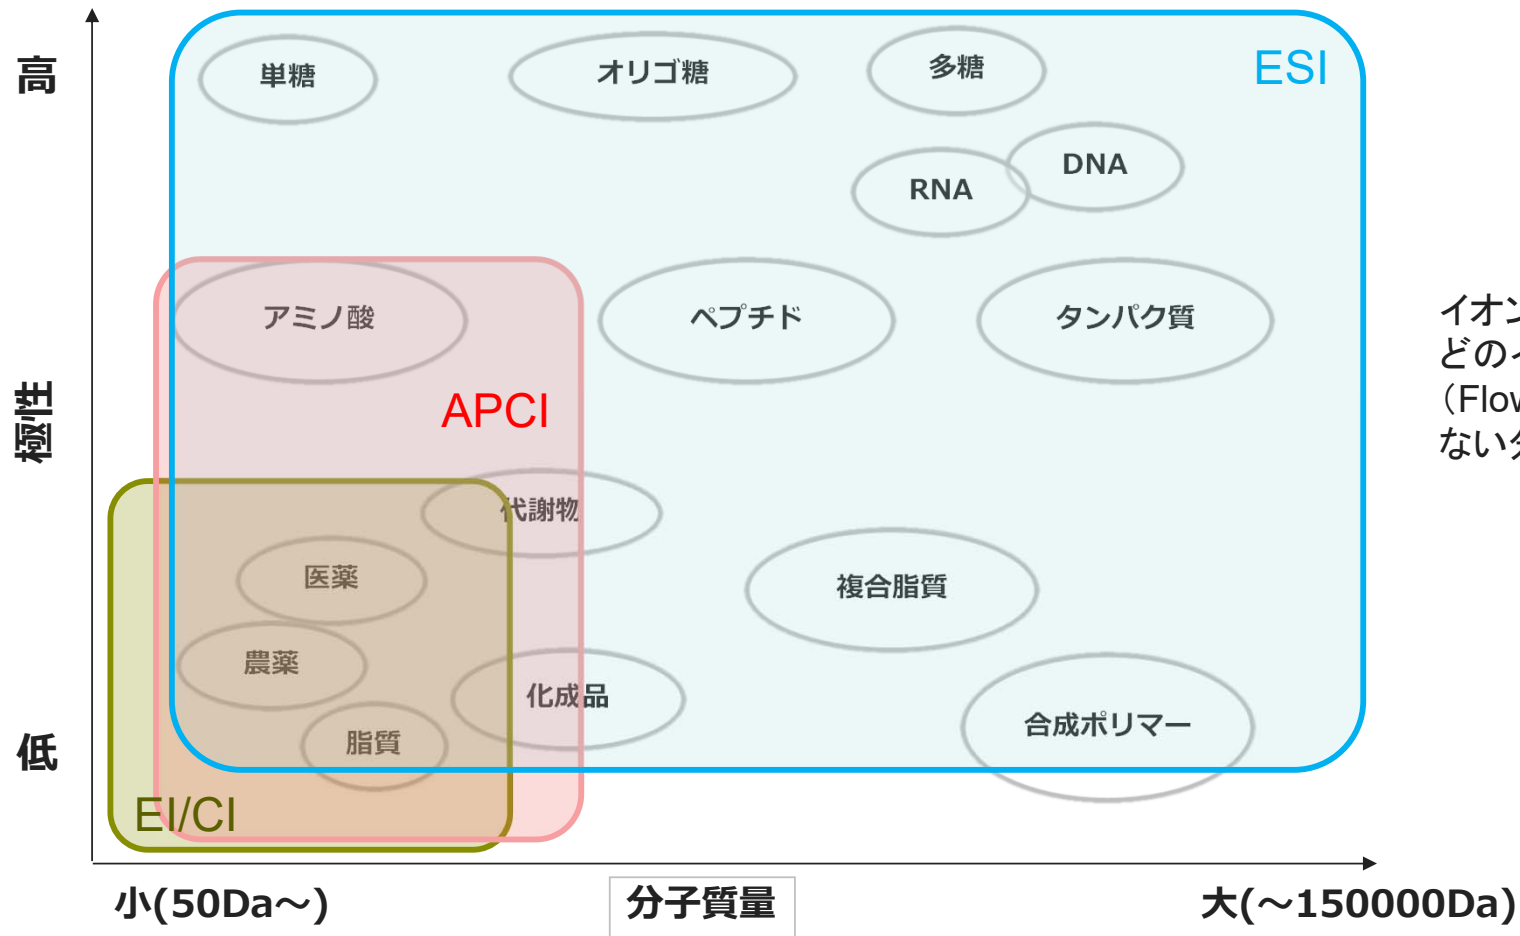 高
単糖
オリゴ糖
多糖
ESI
DNA
RNA
アミノ酸
ペプチド
タンパク質
APCI
極性
代謝物
医薬
複合脂質
農薬
化成品
脂質
合成ポリマー
低
EI/CI
小(50Da～)
分子質量
大(～150000Da)
イオン
どのイ
（Flow
ない